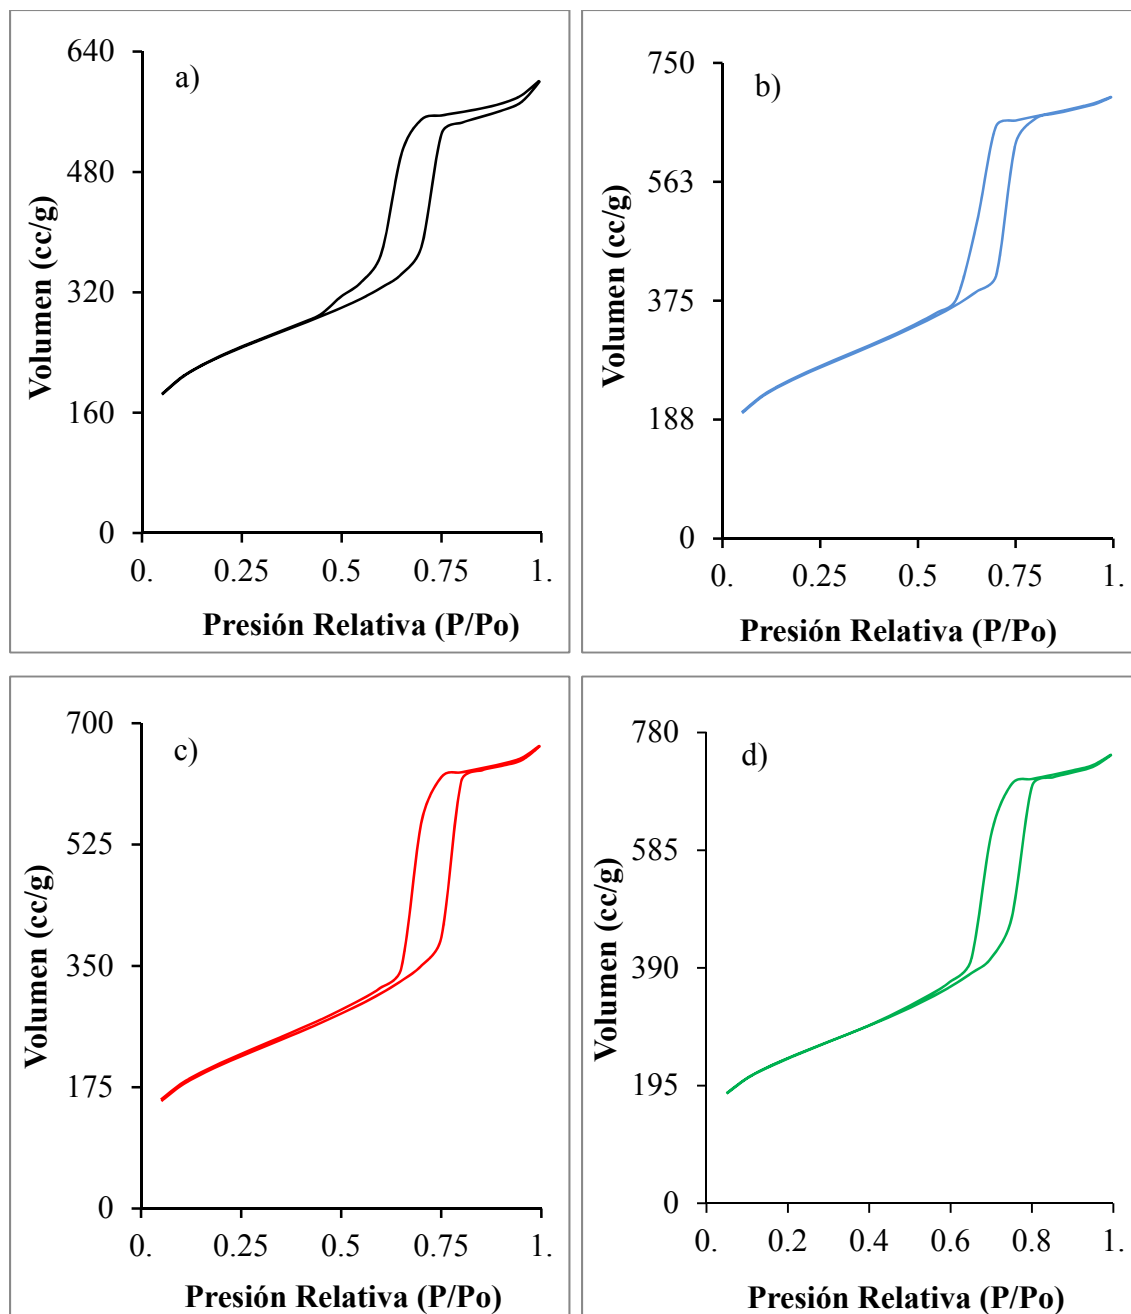 a)
640
480
320
160
0
Volumen (cc/g)
0. 0.25 0.5 0.75 1.
Presión Relativa (P/Po)
b)
750
563
375
188
0
Volumen (cc/g)
0. 0.25 0.5 0.75 1.
Presión Relativa (P/Po)
c)
700
525
350
175
0
Volumen (cc/g)
0. 0.25 0.5 0.75 1.
Presión Relativa (P/Po)
d)
780
585
390
195
0
Volumen (cc/g)
0. 0.2 0.4 0.6 0.8 1.
Presión Relativa (P/Po)